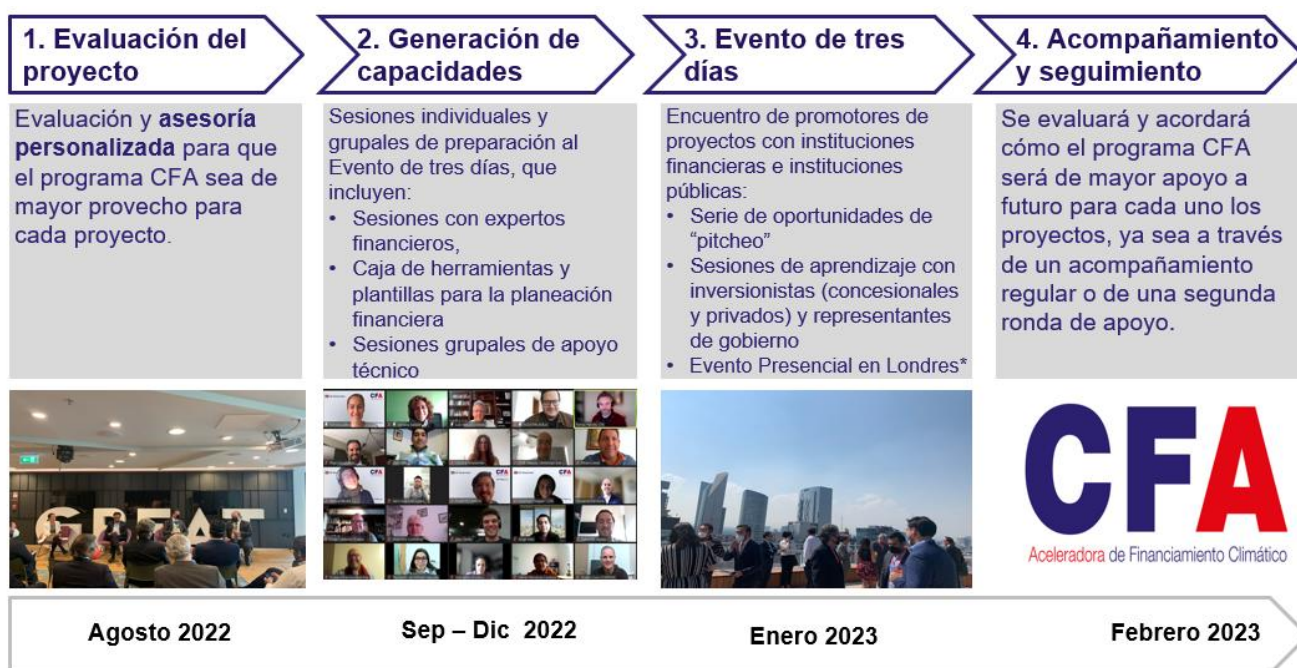 1. Evaluación del
proyecto
2. Generación de
capacidades
3. Evento de tres
días
4. Acompañamiento
y seguimiento
Evaluación y asesoría
personalizada para que
el programa CFA sea de
mayor provecho para
cada proyecto.
Sesiones individuales y
grupales de preparación al
Evento de tres días, que
incluyen:
• Sesiones con expertos
financieros,
• Caja de herramientas y
plantillas para la planeación
financiera
• Sesiones grupales de apoyo
técnico
Encuentro de promotores de
proyectos con instituciones
financieras e instituciones
públicas:
• Serie de oportunidades de
“pitcheo”
• Sesiones de aprendizaje con
inversionistas (concesionales
y privados) y representantes
de gobierno
• Evento Presencial en Londres*
Se evaluará y acordará
cómo el programa CFA
será de mayor apoyo a
futuro para cada uno los
proyectos, ya sea a través
de un acompañamiento
regular o de una segunda
ronda de apoyo.
GREAT
CFA
CFA
CFA
Aceleradora de Financiamiento Climático
Agosto 2022
Sep – Dic 2022
Enero 2023
Febrero 2023